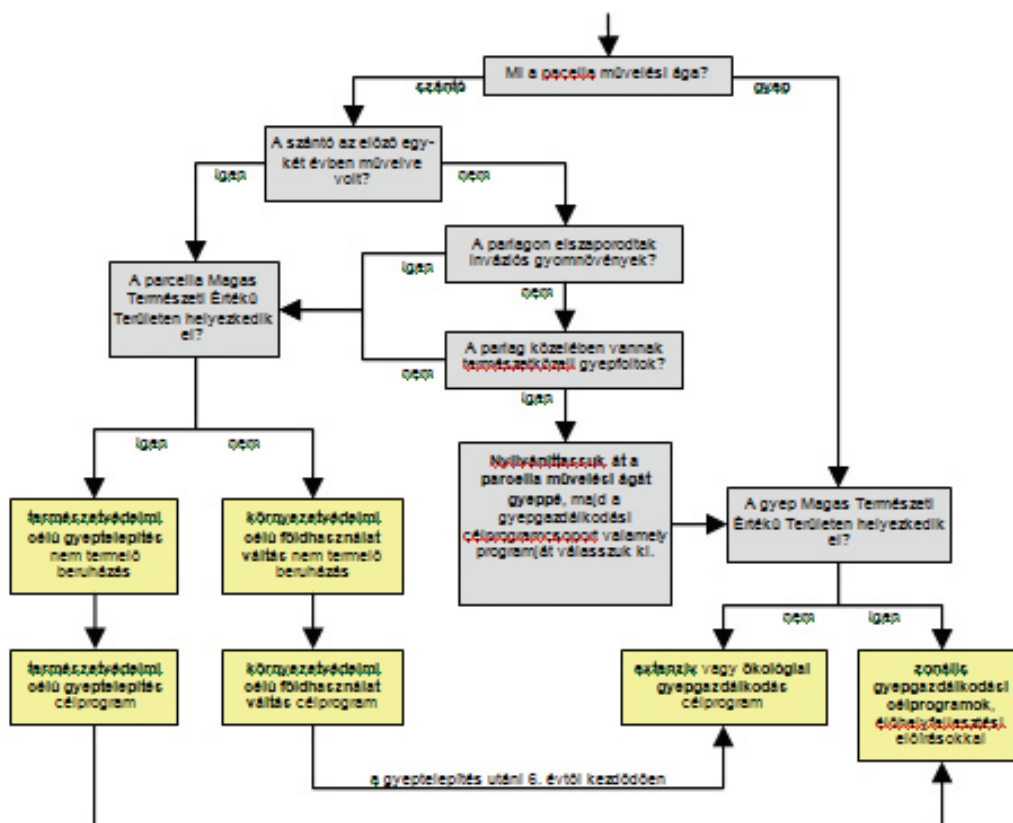 Mi a pacella művelési ága?
szántó
gyep
A szántó az előző egy-
két évben művelve
volt?
igen
nem
A parlagon elszaporodtak
inváziós gyomnövények?
igen
nem
A parcella Magas
Természeti Értékű
Területen helyezkedik
el?
A parlag közelében vannak
természetközeli gyepfoltok?
nem
igen
igen
nem
Nyilváníttassuk át a
parcella művelési ágát
gyeppé, majd a
gyepgazdálkodási
célprogramcsoport valamely
programját válasszuk ki.
A gyep Magas Természeti
Értékű Területen helyezkedik
el?
természetvédelmi
célú gyeptelepítés
nem termelő
beruházás
környezetvédelmi
célú földhasználat
váltás nem termelő
beruházás
nem
igen
természetvédelmi
célú gyeptelepítés
célprogram
környezetvédelmi
célú földhasználat
váltás célprogram
extenzív vagy ökológiai
gyepgazdálkodás
célprogram
zonális
gyepgazdálkodási
célprogramok,
élőhelyfejlesztési
előírásokkal
a gyeptelepítés utáni 6. évtől kezdődően